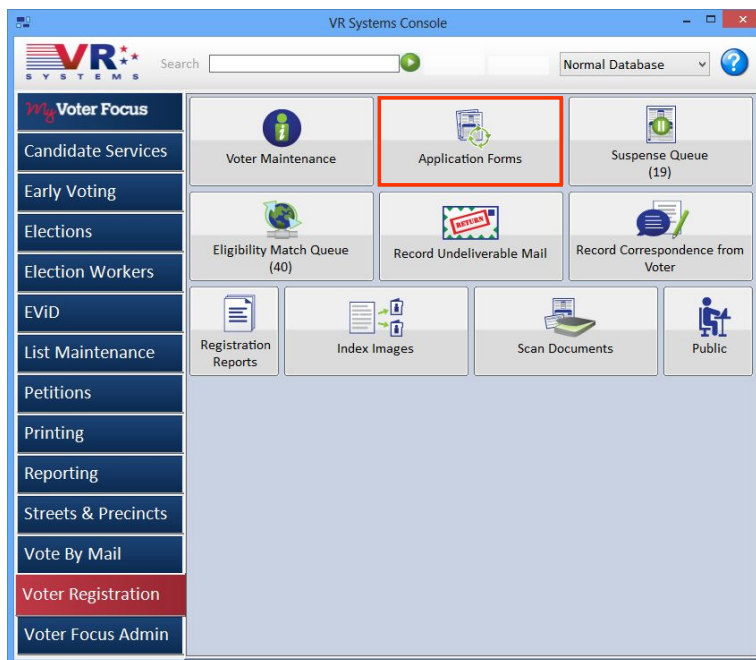 VR Systems Console
VR
SYSTEMS
Search
Normal Database
?
My Voter Focus
Candidate Services
Early Voting
Elections
Election Workers
EViD
List Maintenance
Petitions
Printing
Reporting
Streets & Precincts
Vote By Mail
Voter Registration
Voter Focus Admin
Voter Maintenance
Application Forms
Suspense Queue
(19)
Eligibility Match Queue
(40)
RETURN
Record Undeliverable Mail
Record Correspondence from
Voter
Registration
Reports
Index Images
Scan Documents
Public